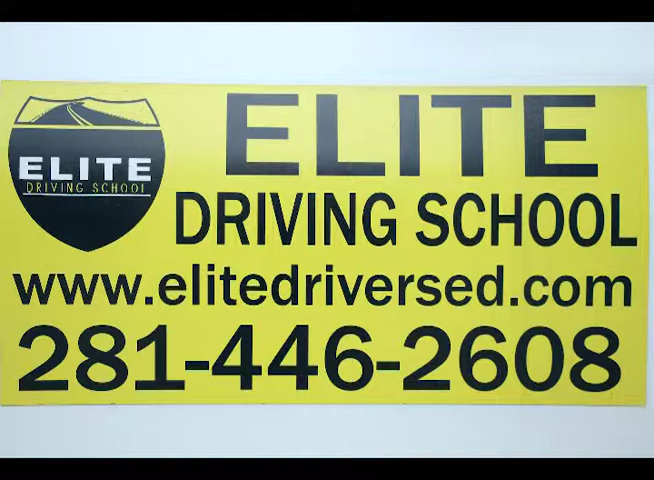 ELITE
DRIVING SCHOOL
ELITE
DRIVING SCHOOL
www.elitedriversed.com
281-446-2608